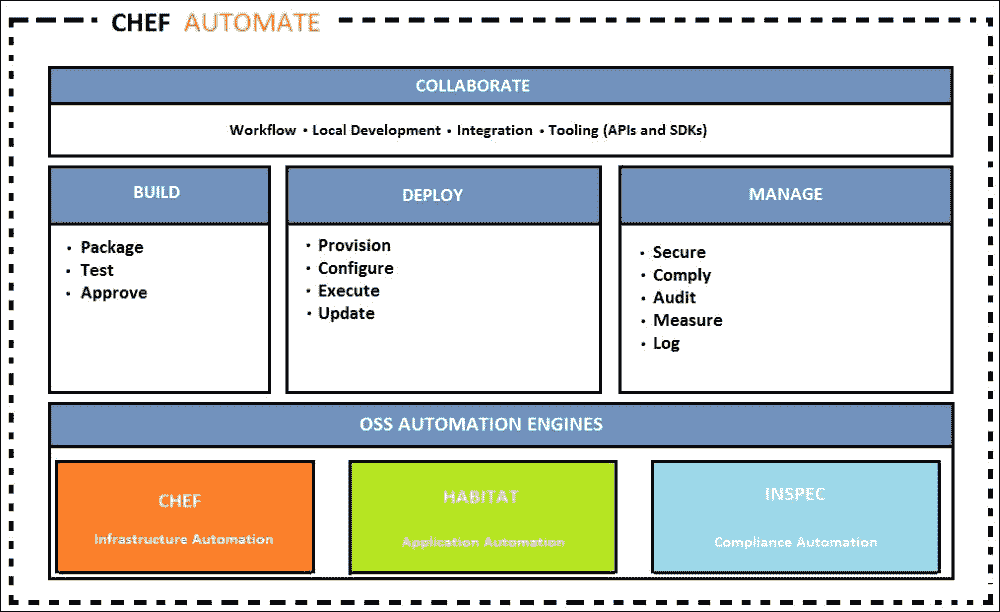 CHEF AUTOMATE
COLLABORATE
Workflow • Local Development • Integration • Tooling (APIs and SDKs)
BUILD
• Package
• Test
• Approve
DEPLOY
• Provision
• Configure
• Execute
• Update
MANAGE
• Secure
• Comply
• Audit
• Measure
• Log
OSS AUTOMATION ENGINES
CHEF
Infrastructure Automation
HABITAT
Application Automation
INSPEC
Compliance Automation